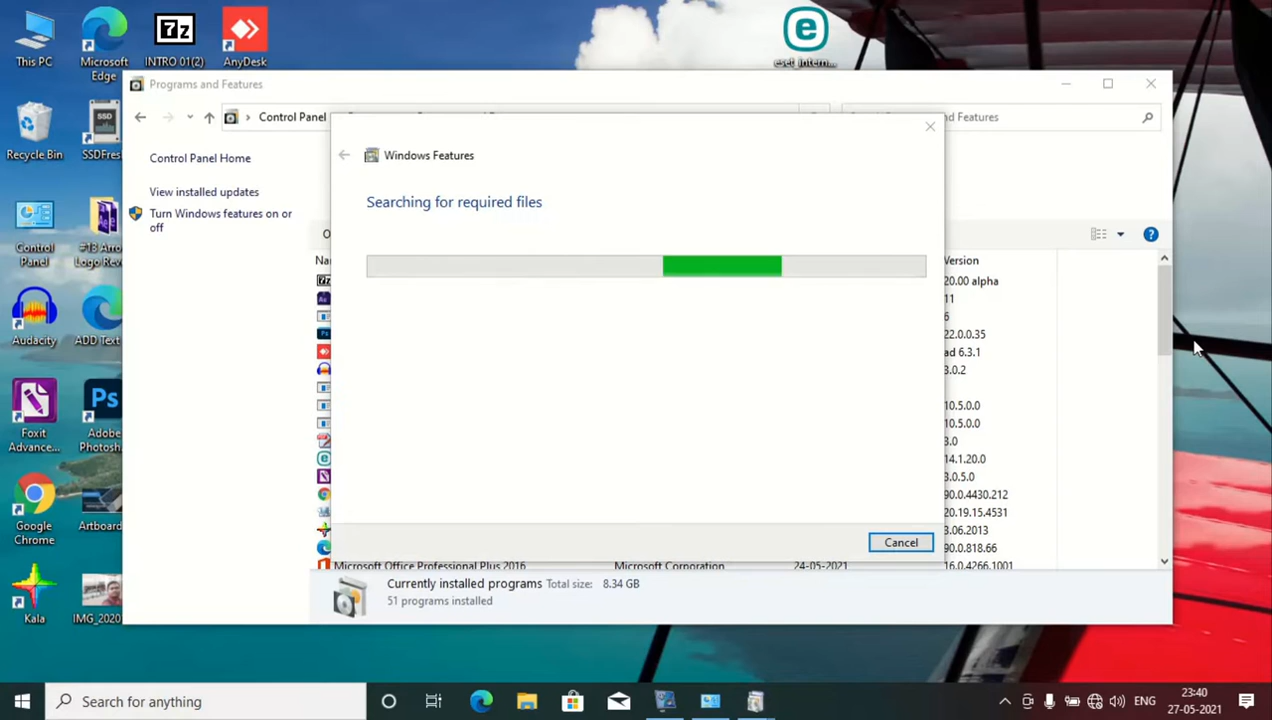 This PC
Microsoft
Edge
INTRO 01(2)
AnyDesk
eset_intern...
Recycle Bin
SSDFres
Control
Panel
#13 Arro
Logo Rev
Audacity
ADD Text
Foxit
Advance...
Adobe
Photosh.
Google
Chrome
Artboard
Kala
IMG_2020
Programs and Features
Control Panel
nd Features
Control Panel Home
View installed updates
Turn Windows features on or
off
Windows Features
Searching for required files
Cancel
O
Nar
Version
20.00 alpha
11
6
22.0.0.35
ad 6.3.1
3.0.2
10.5.0.0
10.5.0.0
3.0
14.1.20.0
3.0.5.0
90.0.4430.212
20.19.15.4531
3.06.2013
90.0.818.66
Microsoft Office Professional Plus 2016 Microsoft Corporation 24-05-2021 16.0.4266.1001
Currently installed programs Total size: 8.34 GB
51 programs installed
Search for anything
ENG
23:40
27-05-2021